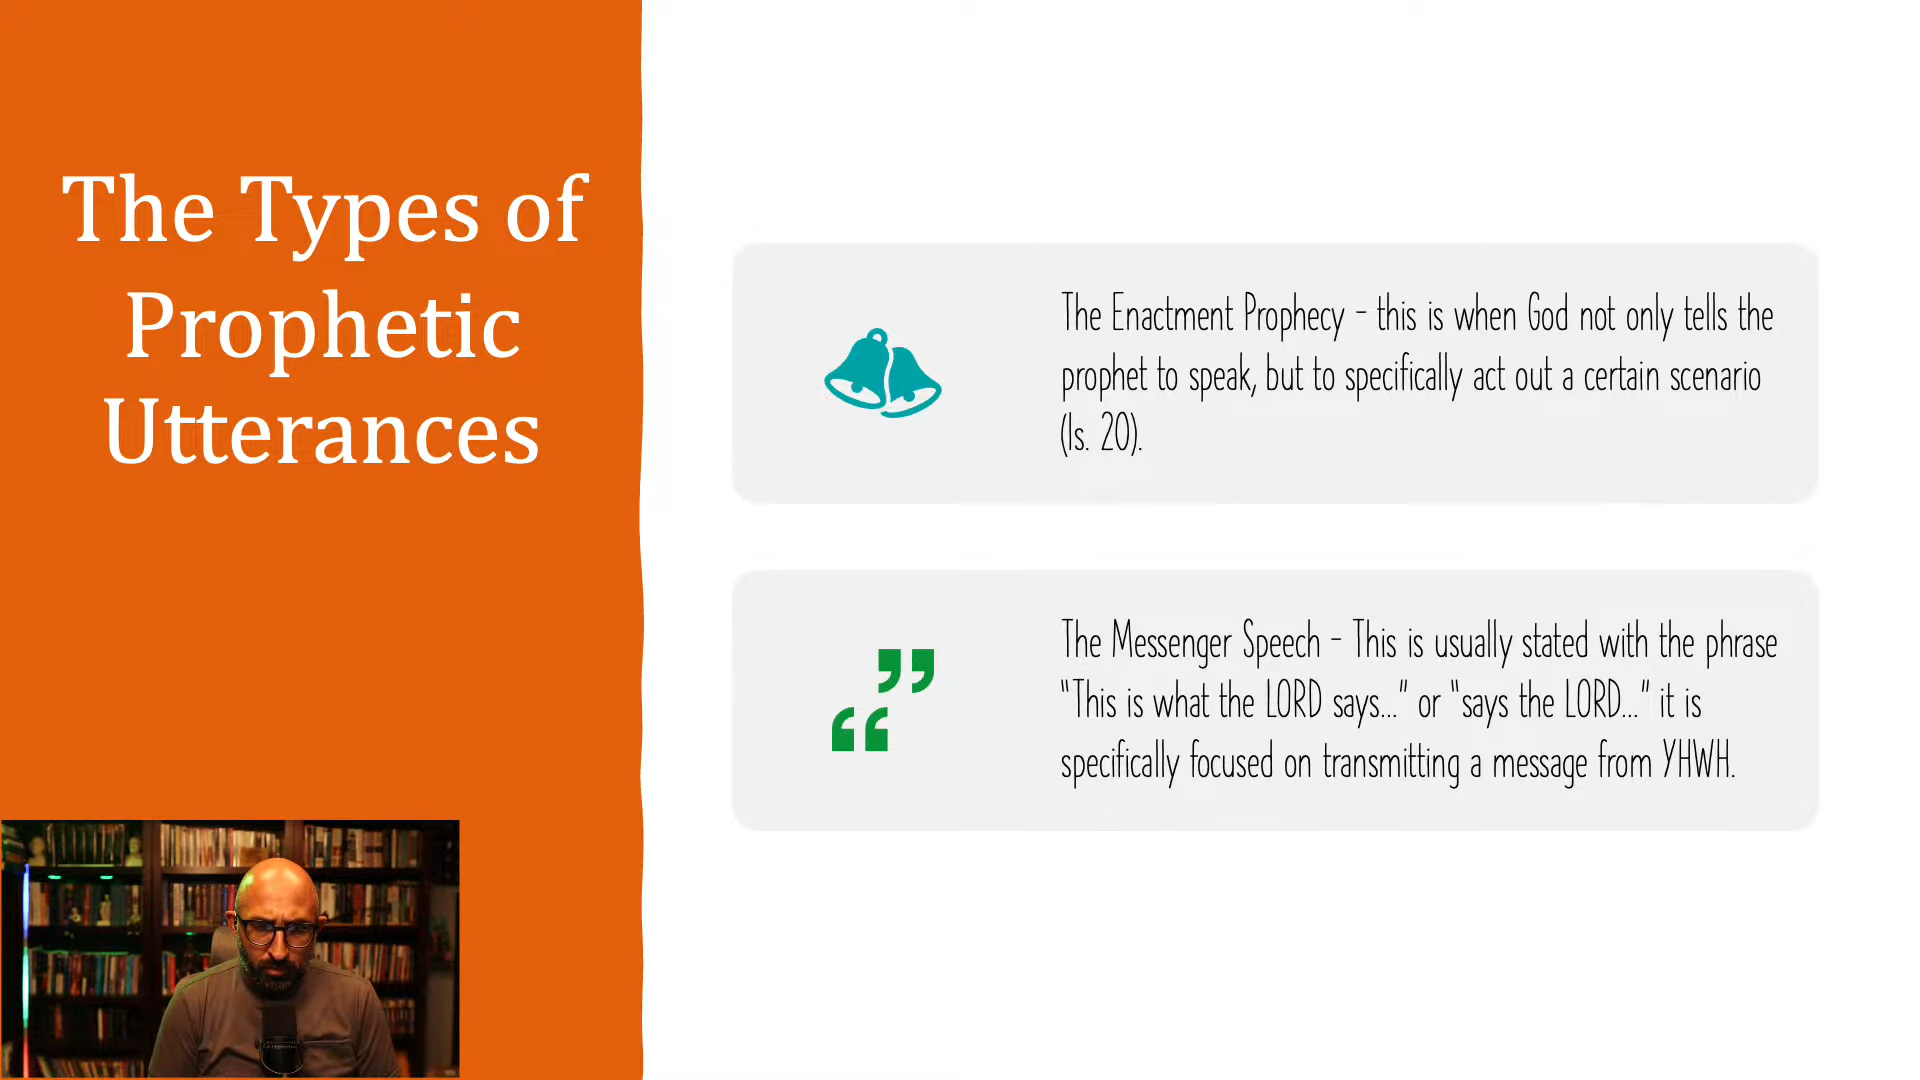 The Types of
Prophetic
Utterances
The Enactment Prophecy - this is when God not only tells the
prophet to speak, but to specifically act out a certain scenario
(Is. 20).
The Messenger Speech - This is usually stated with the phrase
"This is what the LORD says..." or "says the LORD..." it is
specifically focused on transmitting a message from YHWH.